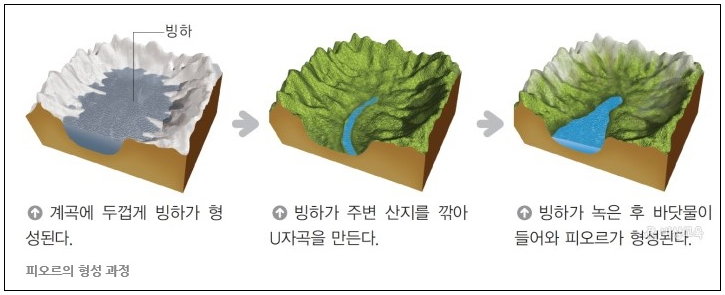 빙하
계곡에 두껍게 빙하가 형
성된다.
빙하가 주변 산지를 깎아
U자곡을 만든다.
빙하가 녹은 후 바닷물이
들어와 피오르가 형성된다.
피오르의 형성 과정